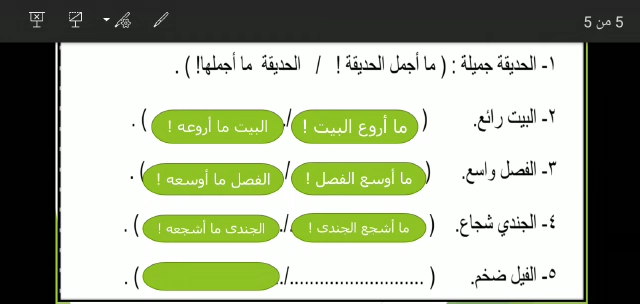 5 من 5
١- الحديقة جميلة : ( ما أجمل الحديقة ! / الحديقة ما أجملها! ) .
٢- البيت رائع. ( ما أروع البيت ! / البيت ما أروعه ! ) .
٣- الفصل واسع. ( ما أوسع الفصل ! / الفصل ما أوسعه ! ) .
٤- الجندي شجاع. ( ما أشجع الجندى ! /. الجندى ما أشجعه ! ) .
٥- الفيل ضخم. ( ............................/. ) .